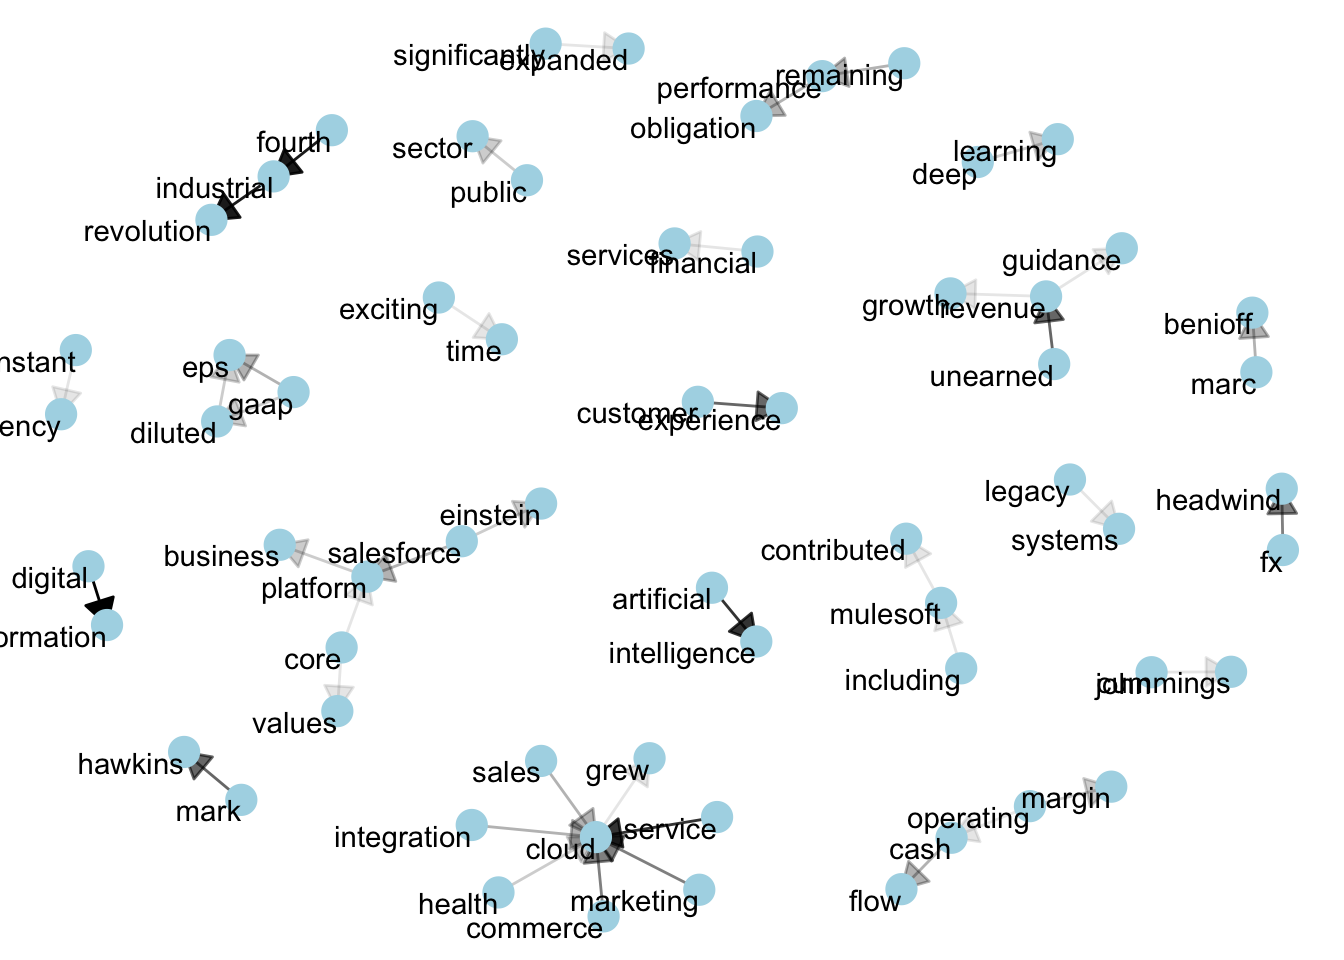 significantly
expanded
remaining
performance
obligation
fourth
industrial
revolution
sector
public
learning
deep
services
financial
guidance
growth
revenue
unearned
exciting
time
benioff
marc
nstant
ency
eps
gaap
diluted
customer
experience
legacy
systems
headwind
fx
einstein
salesforce
business
platform
core
values
contributed
mulesoft
including
digital
ormation
artificial
intelligence
john
cummings
hawkins
mark
sales
grew
integration
service
cloud
health
marketing
commerce
margin
operating
cash
flow